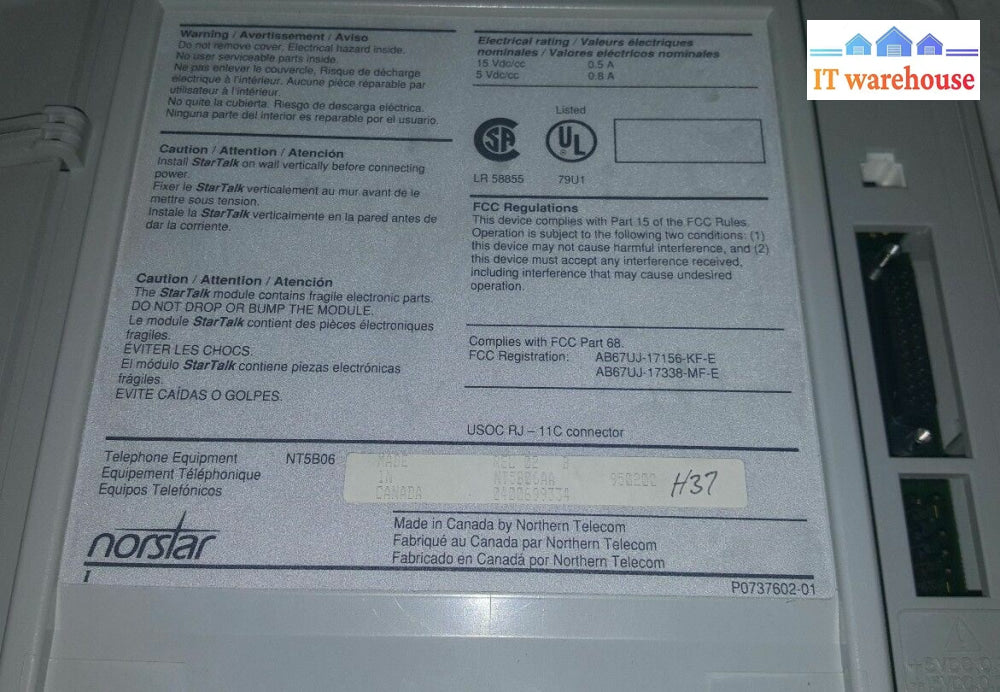 IT warehouse
Warning / Avertissement / Aviso
Do not remove cover. Electrical hazard inside.
No user serviceable parts inside.
Ne pas enlever le couvercle. Risque de décharge
électrique à l'intérieur. Aucune pièce réparable par
utilisateur à l'intérieur.
No quite la cubierta. Riesgo de descarga eléctrica.
Ninguna parte del interior es reparable por el usuario.
Caution / Attention / Atención
Install StarTalk on wall vertically before connecting
power.
Fixer le StarTalk verticalement au mur avant de le
mettre sous tension.
Instale la StarTalk verticalmente en la pared antes de
dar la corriente.
Caution / Attention / Atención
The StarTalk module contains fragile electronic parts.
DO NOT DROP OR BUMP THE MODULE.
Le module StarTalk contient des pièces électroniques
fragiles.
ÉVITER LES CHOCS.
El módulo StarTalk contiene piezas electrónicas
frágiles.
EVITE CAÍDAS O GOLPES.
Electrical rating / Valeurs électriques
nominales / Valores eléctricos nominales
15 Vdc/cc 0.5 A
5 Vdc/cc 0.8 A
Listed
SA
UL
LR 58855 79U1
FCC Regulations
This device complies with Part 15 of the FCC Rules.
Operation is subject to the following two conditions: (1)
this device may not cause harmful interference, and (2)
this device must accept any interference received,
including interference that may cause undesired
operation.
Complies with FCC Part 68.
FCC Registration: AB67UJ-17156-KF-E
AB67UJ-17338-MF-E
USOC RJ – 11C connector
Telephone Equipment NT5B06
Equipement Téléphonique
Equipos Telefónicos
MADE
IN NT5B06AA
CANADA
H37
norstar
I
Made in Canada by Northern Telecom
Fabriqué au Canada par Northern Telecom
Fabricado en Canadá por Northern Telecom
P0737602-01